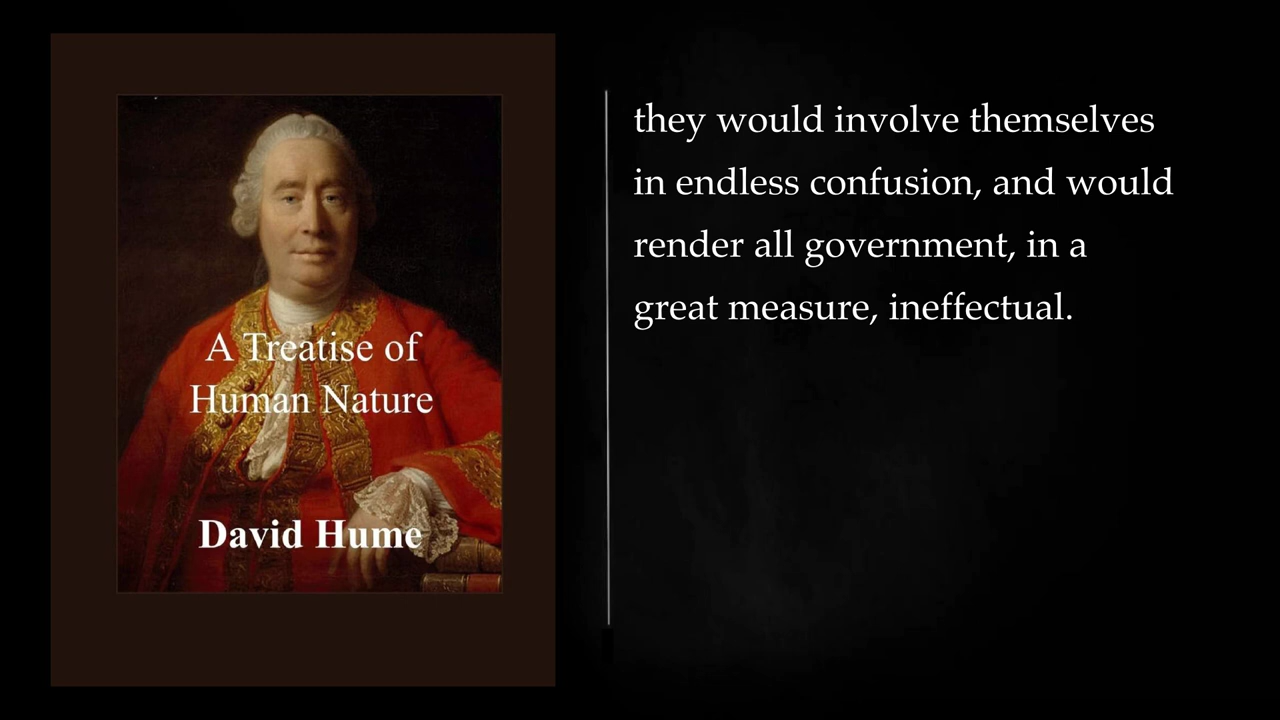 A Treatise of
Human Nature
David Hume
they would involve themselves
in endless confusion, and would
render all government, in a
great measure, ineffectual.